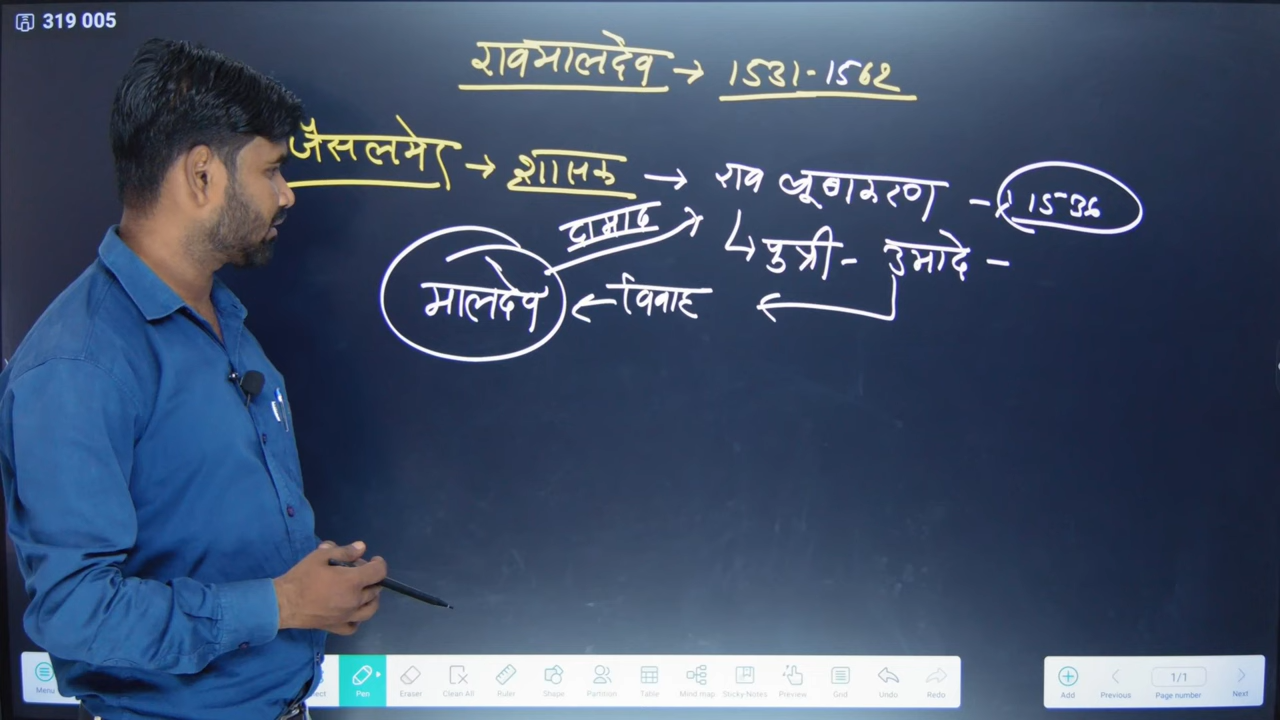 319 005
रावमालदेव → 1531-1562
जैसलमेर → शासक → राव लूणकरण - 1536
दामाद
↳ पुत्री - उमादे -
मालदेव ← विवाह ←
Menu Pen Eraser Clean All Ruler Shape Partition Table Mind map Sticky Notes Preview Grid Undo Redo
Add Previous 1/1 Page number Next